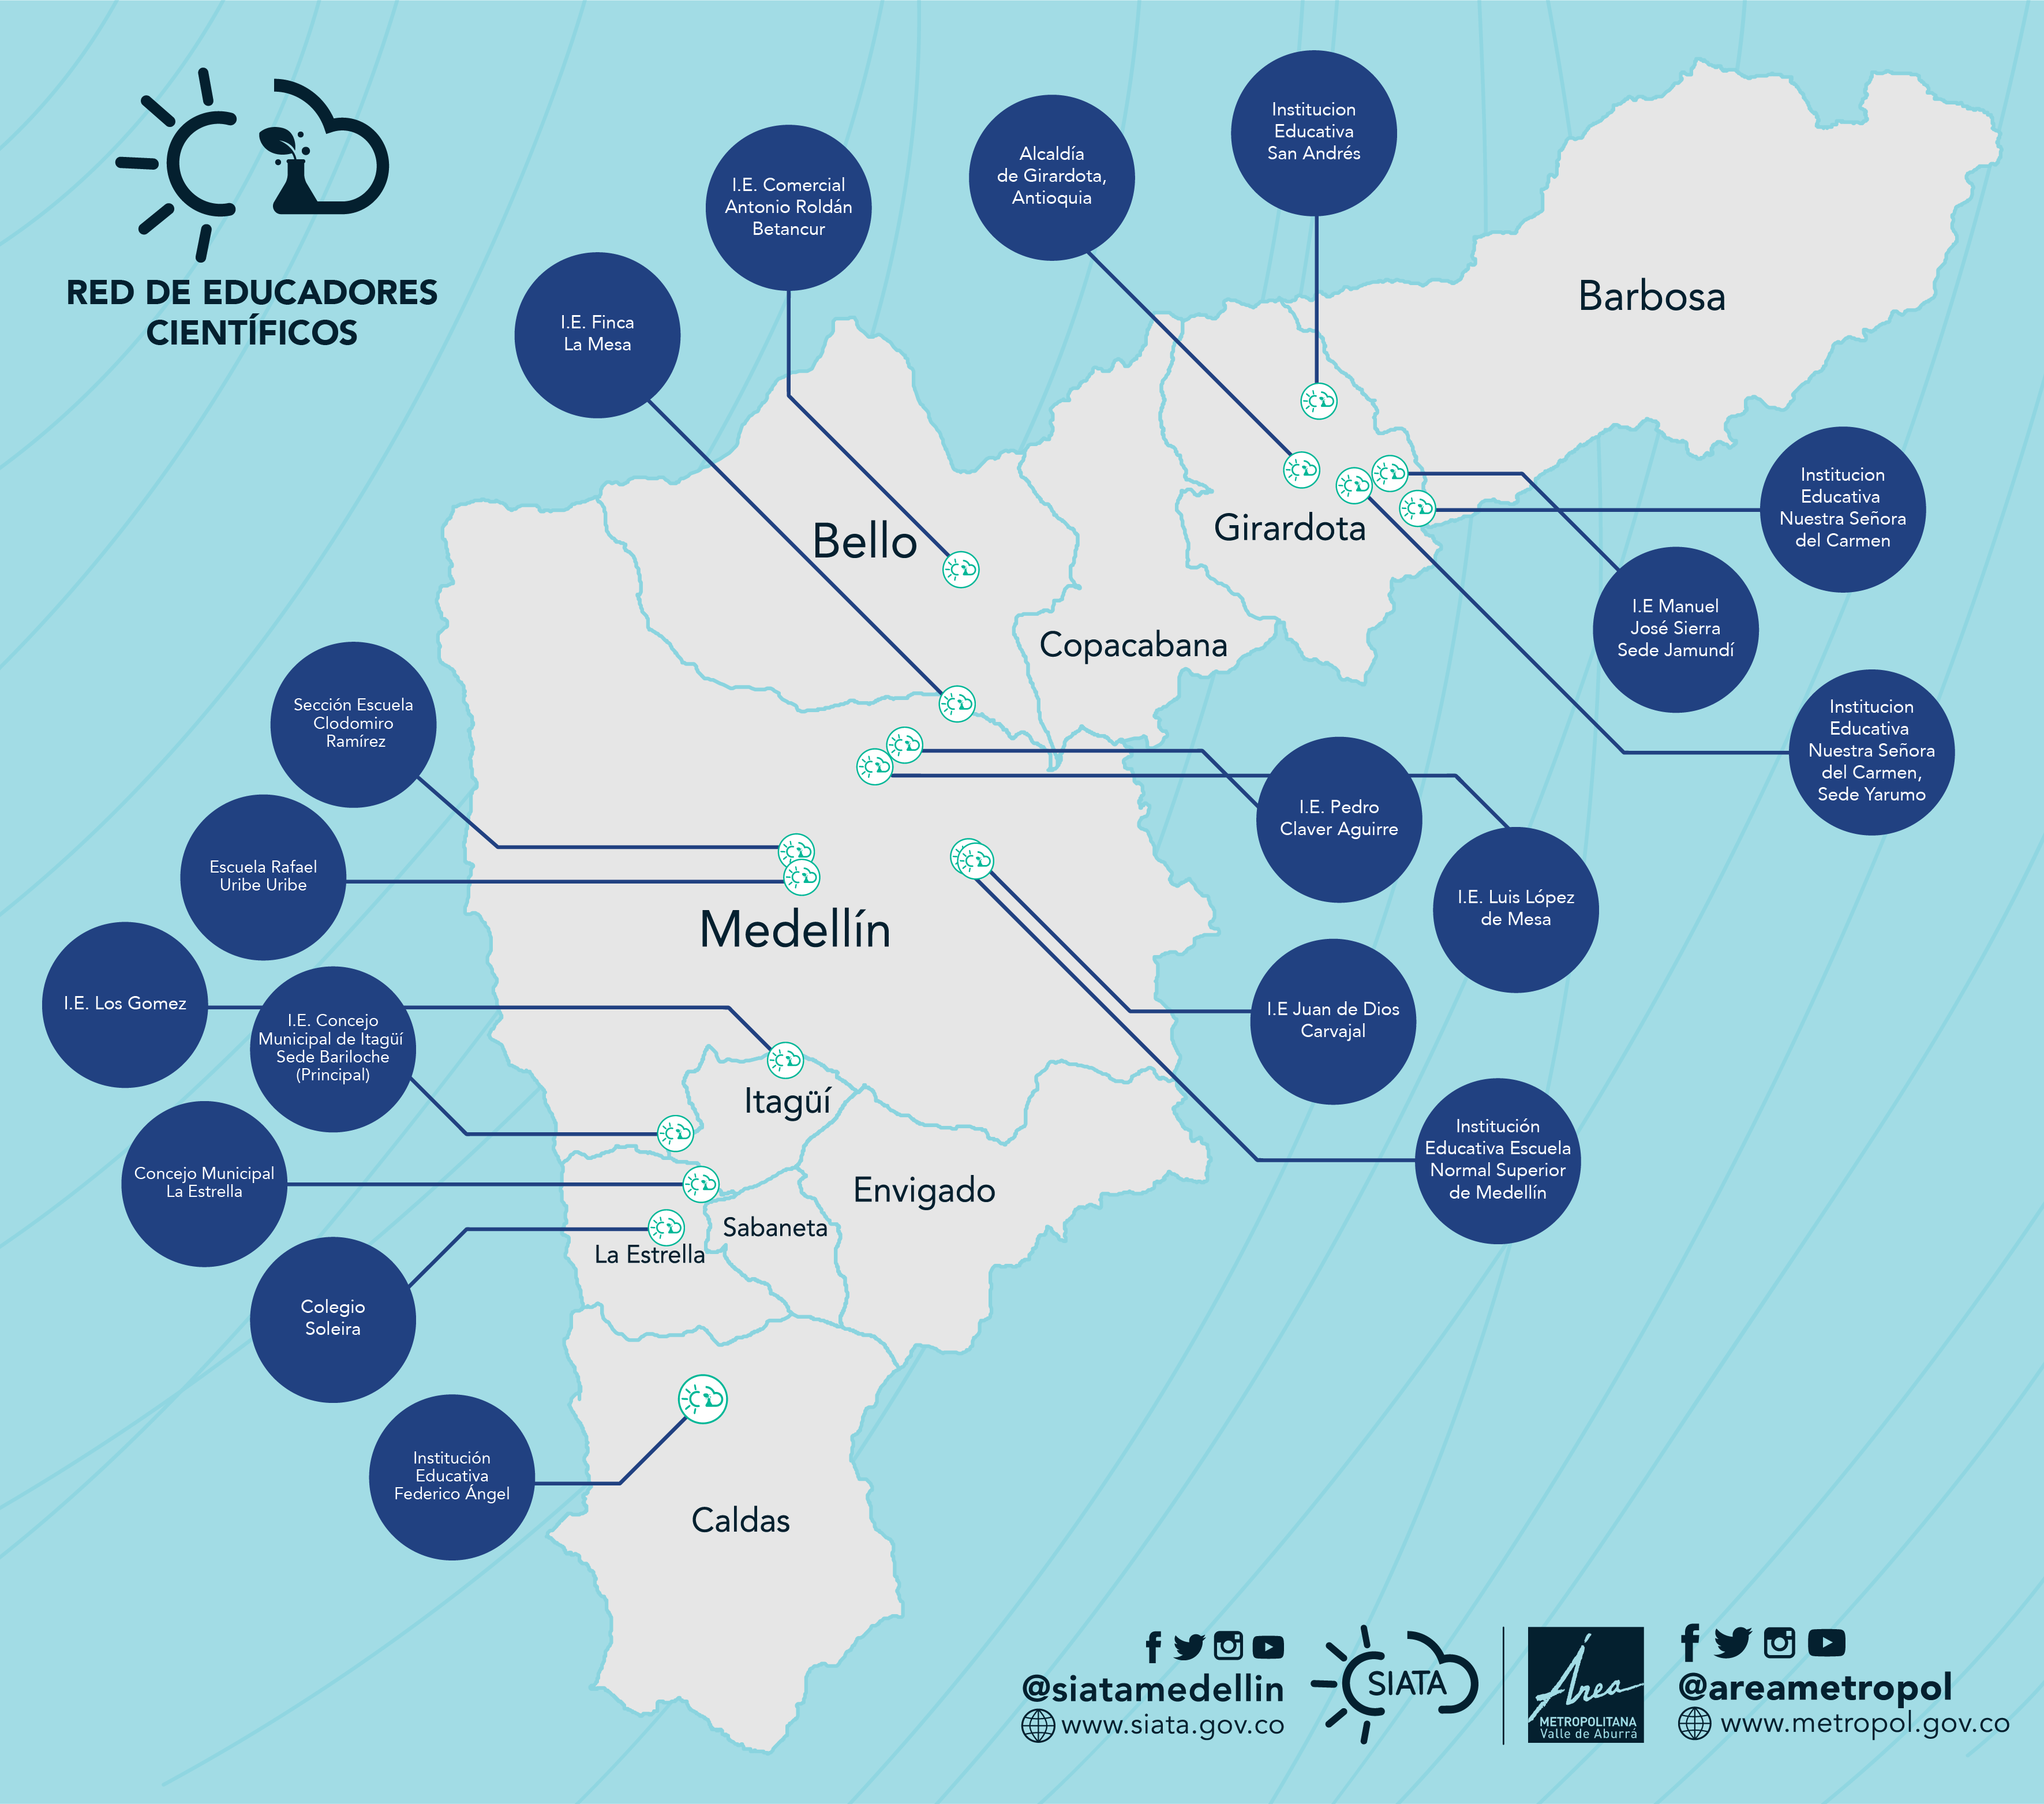 RED DE EDUCADORES
CIENTÍFICOS
I.E. Finca
La Mesa
I.E. Comercial
Antonio Roldán
Betancur
Alcaldía
de Girardota,
Antioquia
Institucion
Educativa
San Andrés
Barbosa
Bello
Girardota
Copacabana
Institucion
Educativa
Nuestra Señora
del Carmen
I.E Manuel
José Sierra
Sede Jamundí
Institucion
Educativa
Nuestra Señora
del Carmen,
Sede Yarumo
Sección Escuela
Clodomiro
Ramírez
Escuela Rafael
Uribe Uribe
Medellín
I.E. Pedro
Claver Aguirre
I.E. Luis López
de Mesa
I.E. Los Gomez
I.E. Concejo
Municipal de Itagüí
Sede Bariloche
(Principal)
I.E Juan de Dios
Carvajal
Itagüí
Institución
Educativa Escuela
Normal Superior
de Medellín
Concejo Municipal
La Estrella
Envigado
Sabaneta
La Estrella
Colegio
Soleira
Institución
Educativa
Federico Ángel
Caldas
@siatamedellin
www.siata.gov.co
SIATA
Área
METROPOLITANA
Valle de Aburrá
@areametropol
www.metropol.gov.co